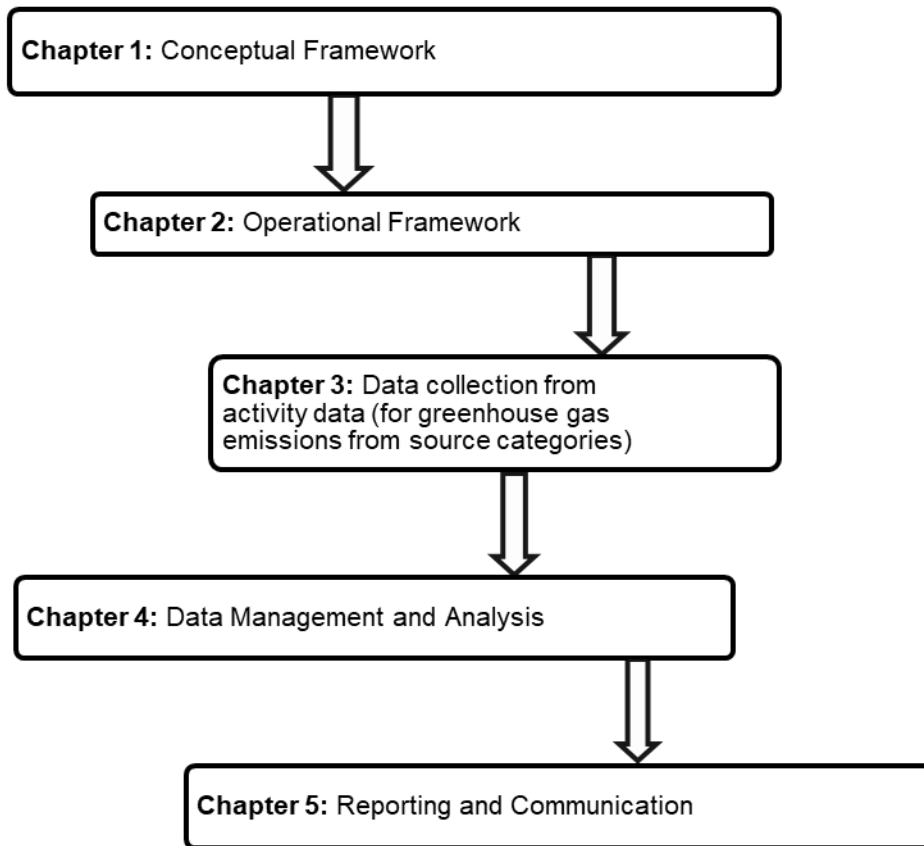 Chapter 1: Conceptual Framework
Chapter 2: Operational Framework
Chapter 3: Data collection from
activity data (for greenhouse gas
emissions from source categories)
Chapter 4: Data Management and Analysis
Chapter 5: Reporting and Communication